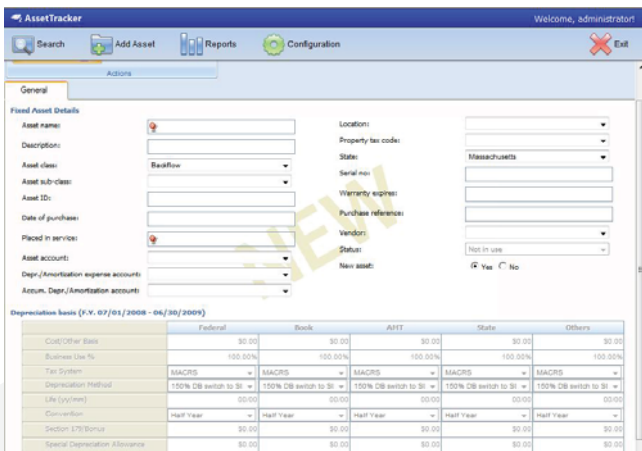 AssetTracker Welcome, administrator!
Search Add Asset Reports Configuration Exit
Actions
General
Fixed Asset Details
Asset name:
Description:
Asset class: Backflow
Asset sub-class:
Asset ID:
Date of purchase:
Placed in service:
Asset account:
Depr./Amortization expense account:
Accum. Depr./Amortization account:
Location:
Property tax code:
State: Massachusetts
Serial no:
Warranty expires:
Purchase reference:
Vendor:
Status: Not in use
New asset: Yes No
NEW
Depreciation basis (F.Y. 07/01/2008 - 06/30/2009)
Federal Book AMT State Others
Cost/Other Basis $0.00 $0.00 $0.00 $0.00 $0.00
Business Use % 100.00% 100.00% 100.00% 100.00% 100.00%
Tax System MACRS MACRS MACRS MACRS MACRS
Depreciation Method 150% DB switch to Sl 150% DB switch to Sl 150% DB switch to Sl 150% DB switch to Sl 150% DB switch to Sl
Life (yy/mm) 00/00 00/00 00/00 00/00 00/00
Convention Half Year Half Year Half Year Half Year Half Year
Section 179/Bonus $0.00 $0.00 $0.00 $0.00 $0.00
Special Depreciation Allowance $0.00 $0.00 $0.00 $0.00 $0.00